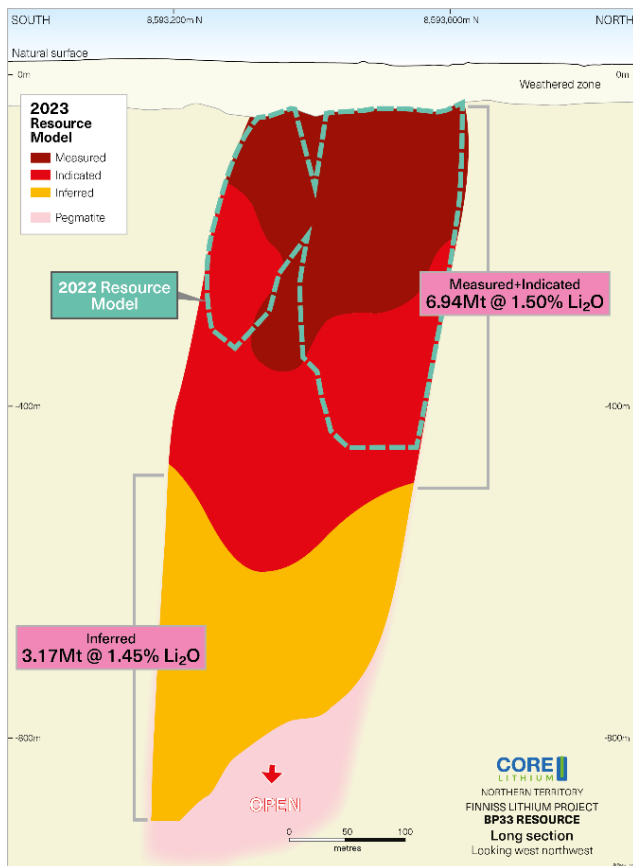 SOUTH
8,593,200m N
8,593,600m N
NORTH
Natural surface
0m
0m
Weathered zone
2023
Resource
Model
Measured
Indicated
Inferred
Pegmatite
2022 Resource
Model
Measured+Indicated
6.94Mt @ 1.50% Li₂O
-400m
-400m
Inferred
3.17Mt @ 1.45% Li₂O
-800m
-800m
OPEN
0 50 100
metres
CORE
LITHIUM
NORTHERN TERRITORY
FINNISS LITHIUM PROJECT
BP33 RESOURCE
Long section
Looking west northwest